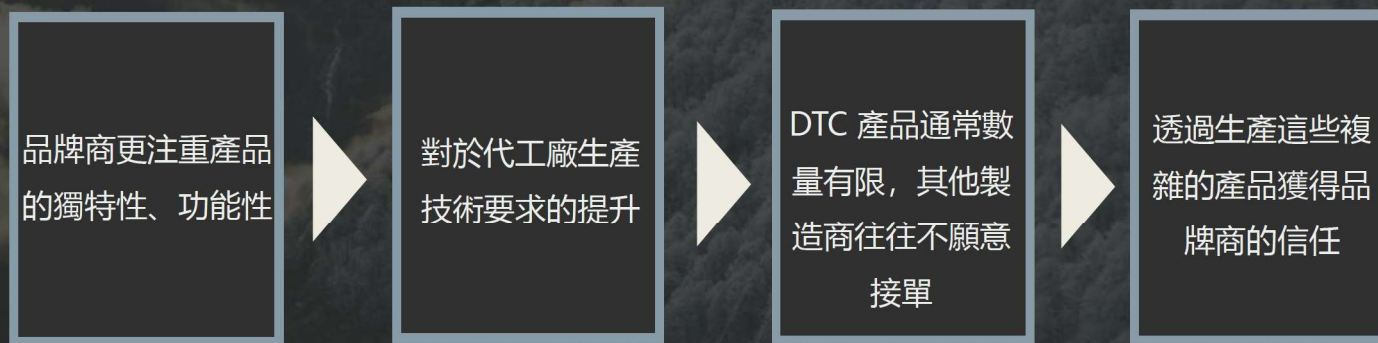 品牌商更注重產品
的獨特性、功能性
對於代工廠生產
技術要求的提升
DTC 產品通常數
量有限，其他製
造商往往不願意
接單
透過生產這些複
雜的產品獲得品
牌商的信任